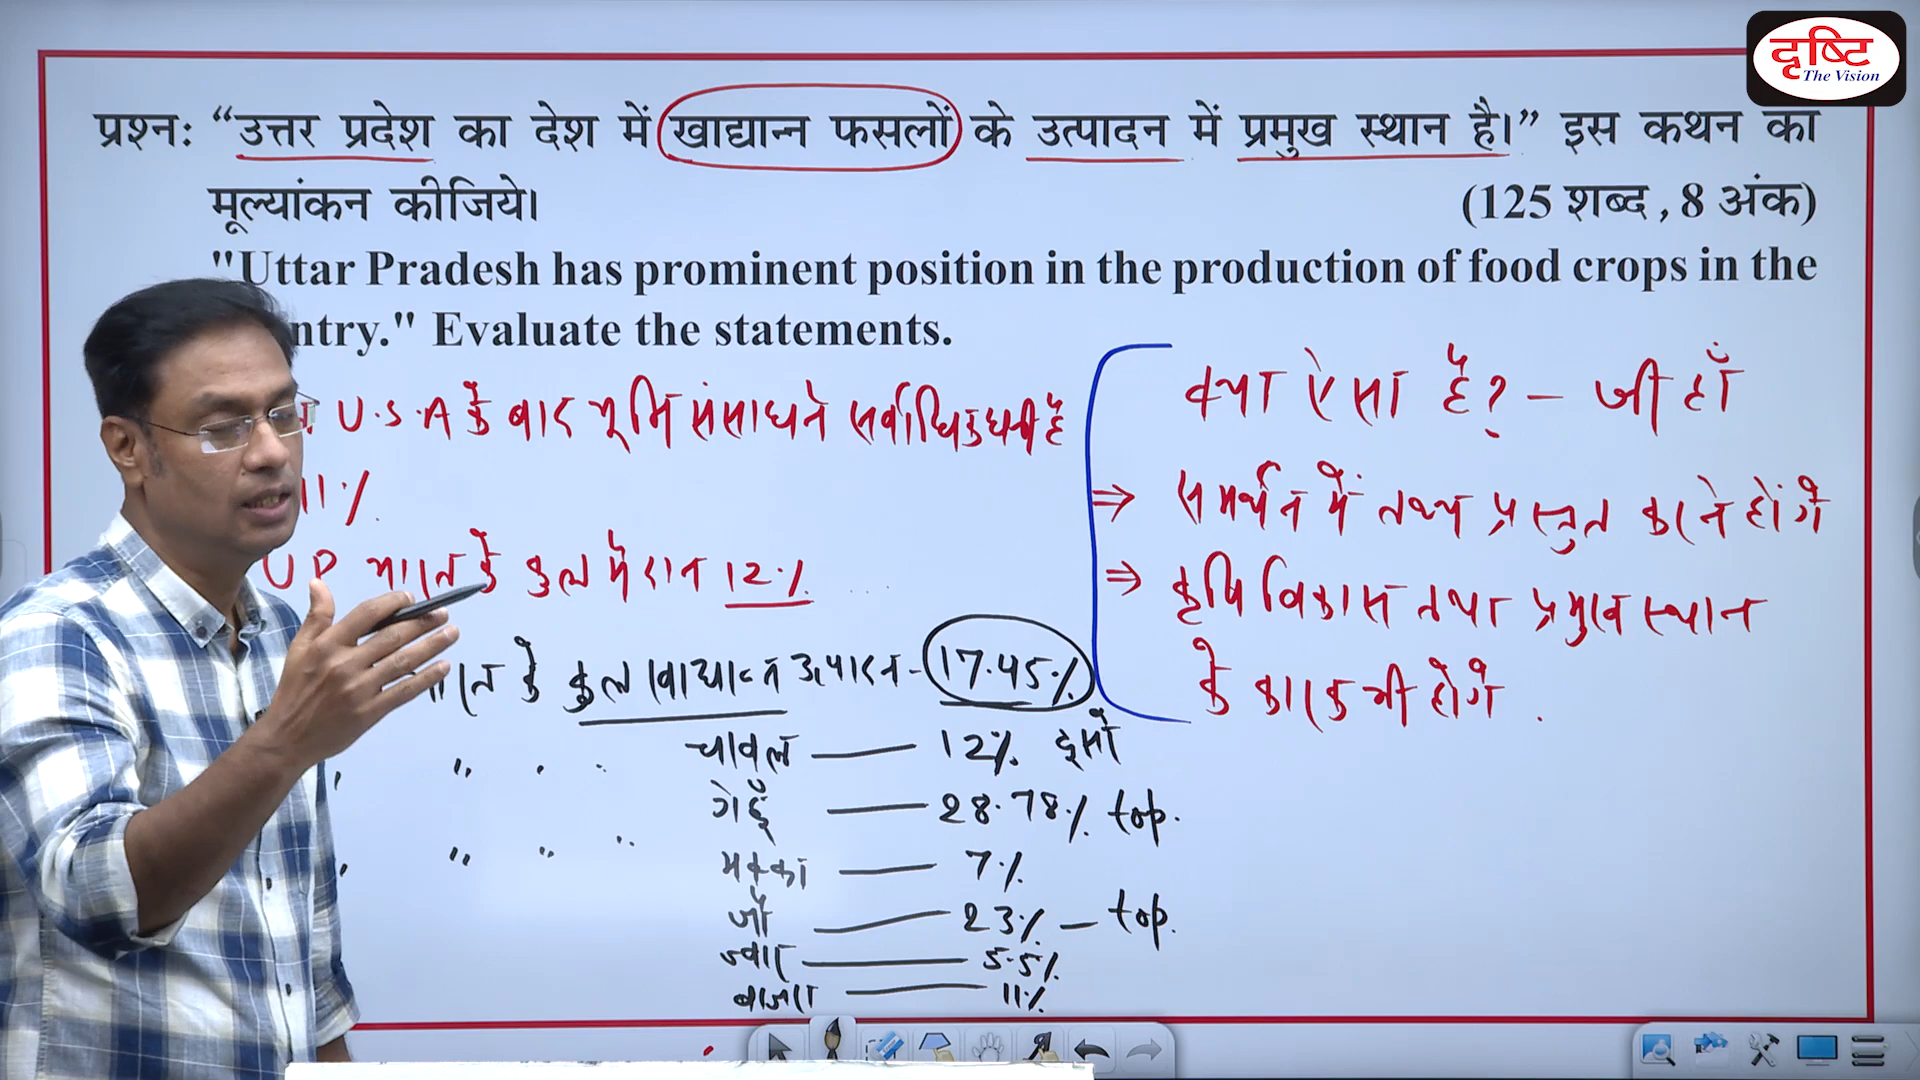 दृष्टि
The Vision
प्रश्न: “उत्तर प्रदेश का देश में खाद्यान्न फसलों के उत्पादन में प्रमुख स्थान है।” इस कथन का
मूल्यांकन कीजिये। (125 शब्द , 8 अंक)
"Uttar Pradesh has prominent position in the production of food crops in the
ntry." Evaluate the statements.
U.S.A के बाद भूमि संसाधन सर्वाधिक है
11%
UP भारत के कुल मैदान 12%
के कुल खाद्यान्न उत्पादन - 17.45%
चावल — 12% दूसरा
गेहूँ — 28.78% top.
मक्का — 7%
जौ — 23% — top.
ज्वार — 5.5%
बाजरा — 11%
क्या ऐसा है? – जी हाँ
⇒ समर्थन में तथ्य प्रस्तुत करने होंगे
⇒ कृषि विकास तथा प्रमुख स्थान
के कारक भी होंगे.